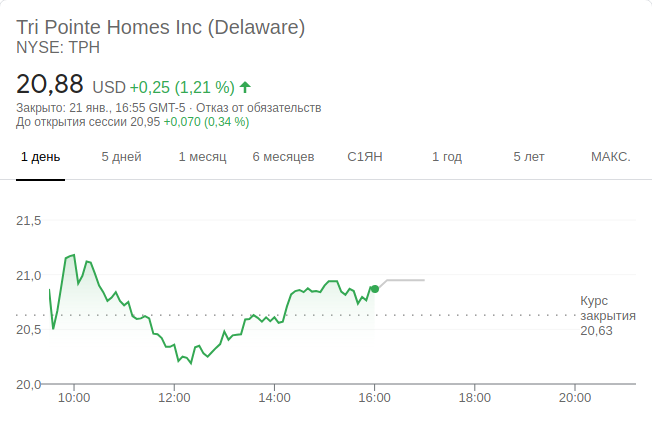 Tri Pointe Homes Inc (Delaware)
NYSE: TPH
20,88 USD +0,25 (1,21 %)
Закрыто: 21 янв., 16:55 GMT-5 · Отказ от обязательств
До открытия сессии 20,95 +0,070 (0,34 %)
1 день 5 дней 1 месяц 6 месяцев С1ЯН 1 год 5 лет МАКС.
21,5
21,0
20,5
20,0
Курс
закрытия
20,63
10:00 12:00 14:00 16:00 18:00 20:00